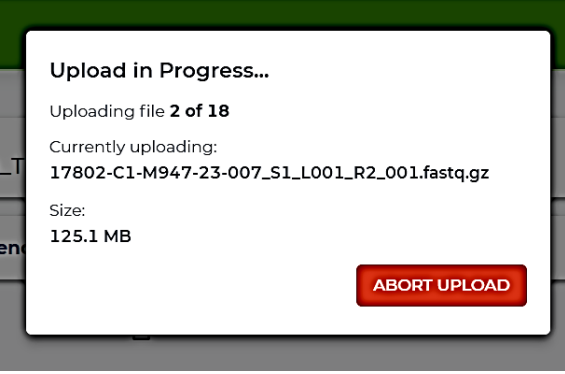 Upload in Progress...
Uploading file 2 of 18
Currently uploading:
17802-C1-M947-23-007_S1_L001_R2_001.fastq.gz
Size:
125.1 MB
ABORT UPLOAD